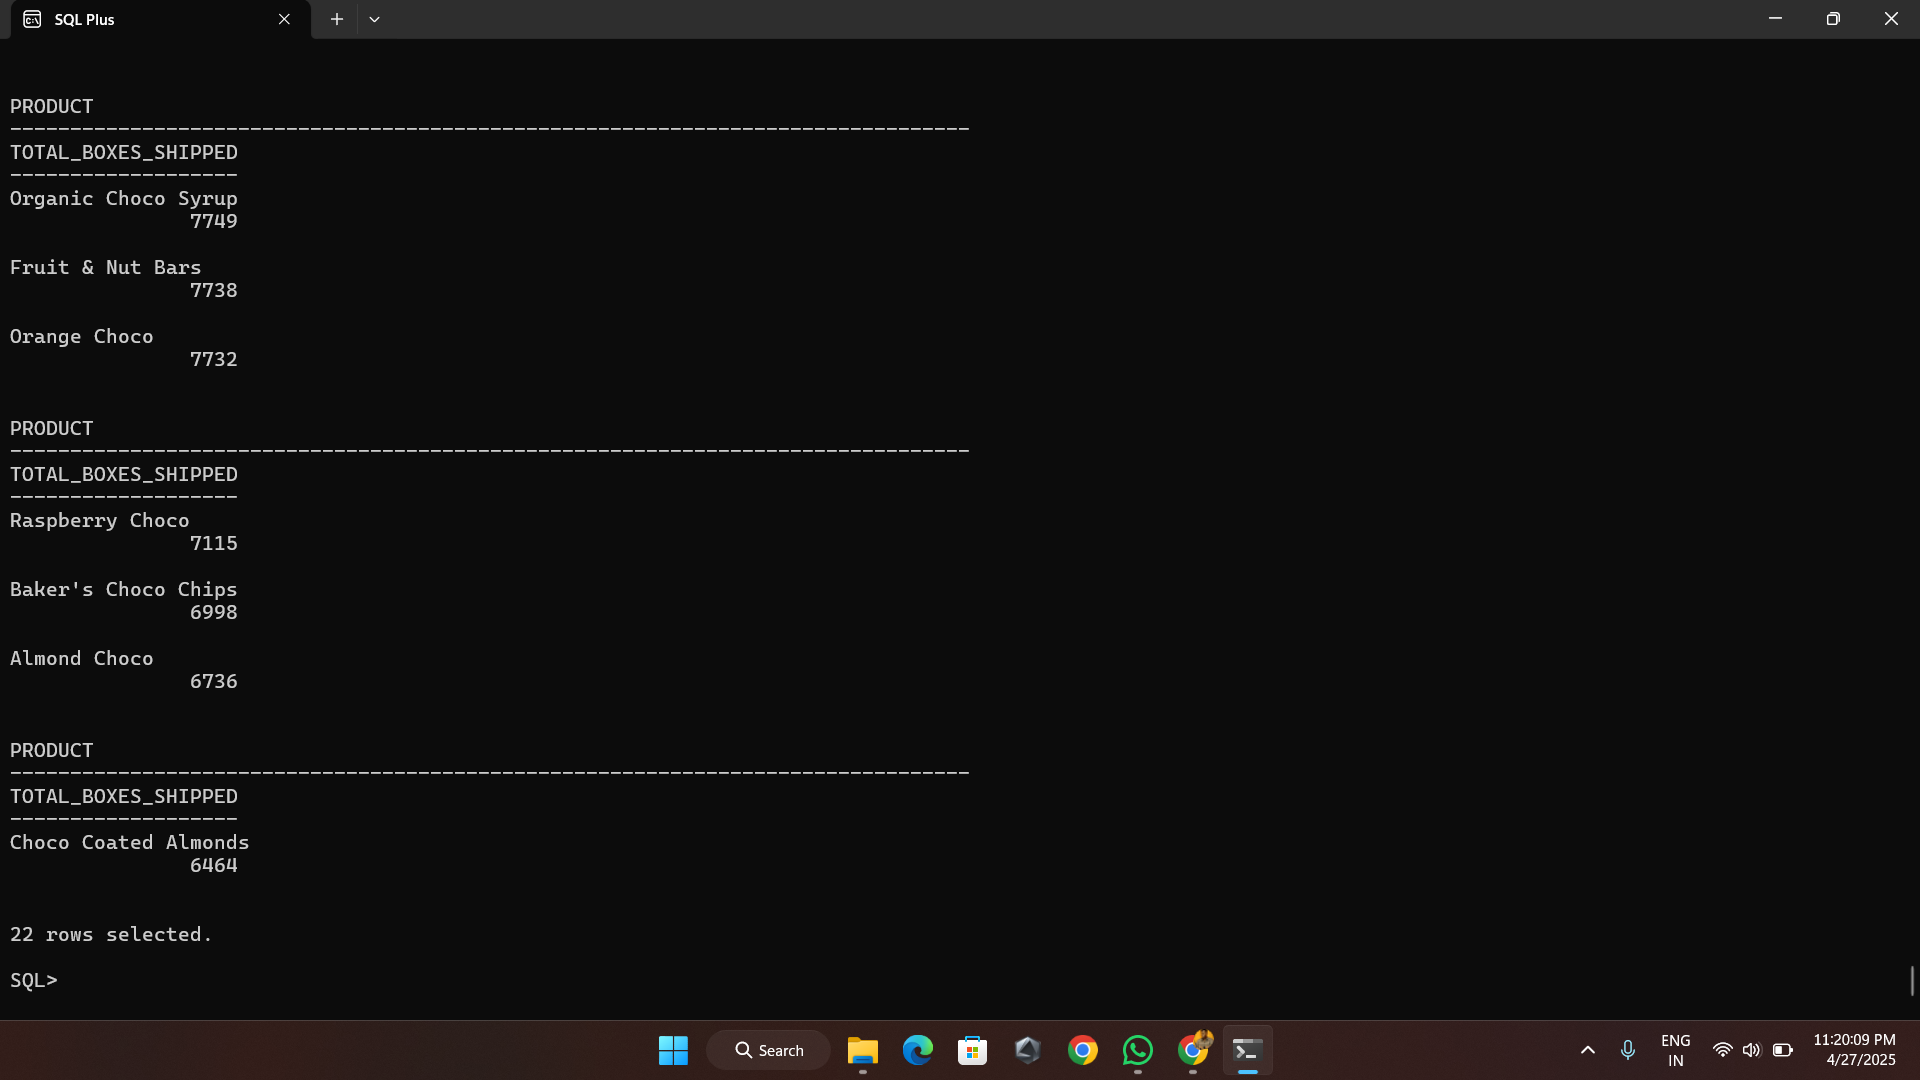 SQL Plus
PRODUCT
--------------------------------------------------------------------------------
TOTAL_BOXES_SHIPPED
-------------------
Organic Choco Syrup
7749
Fruit & Nut Bars
7738
Orange Choco
7732
PRODUCT
--------------------------------------------------------------------------------
TOTAL_BOXES_SHIPPED
-------------------
Raspberry Choco
7115
Baker's Choco Chips
6998
Almond Choco
6736
PRODUCT
--------------------------------------------------------------------------------
TOTAL_BOXES_SHIPPED
-------------------
Choco Coated Almonds
6464
22 rows selected.
SQL>
Search
ENG
IN
11:20:09 PM
4/27/2025